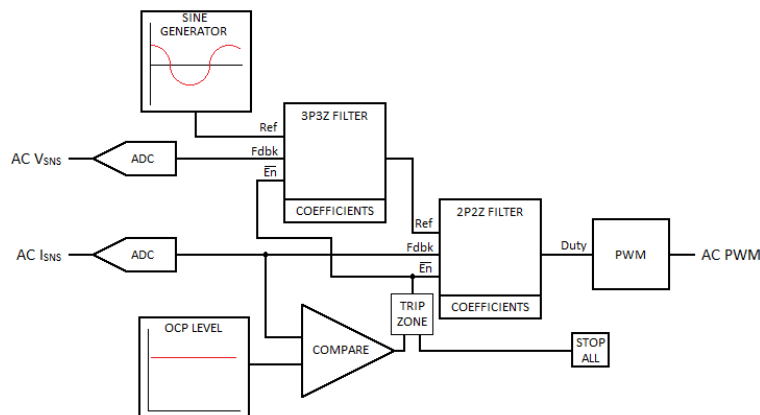 SINE
GENERATOR
3P3Z FILTER
Ref
AC VSNS
ADC
Fdbk
En
COEFFICIENTS
2P2Z FILTER
Ref
AC ISNS
ADC
Fdbk
Duty
PWM
AC PWM
En
TRIP
ZONE
COEFFICIENTS
OCP LEVEL
COMPARE
STOP
ALL